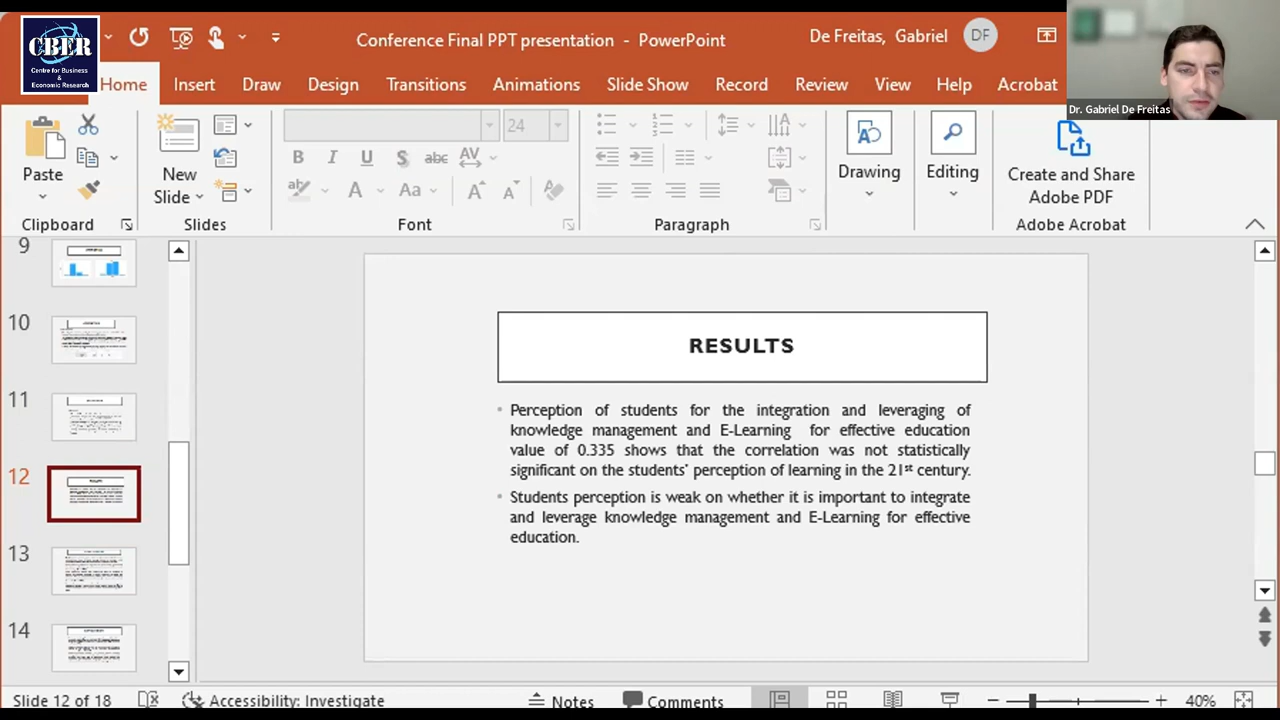 CBER
Centre for Business
&
Economic Research
Conference Final PPT presentation - PowerPoint
De Freitas, Gabriel
DF
Dr. Gabriel De Freitas
Home Insert Draw Design Transitions Animations Slide Show Record Review View Help Acrobat
Paste
Clipboard
New
Slide
Slides
24
B I U S abc AV
A Aa A A
Font
Paragraph
Drawing
Editing
Create and Share
Adobe PDF
Adobe Acrobat
9
10
11
12
13
14
RESULTS
• Perception of students for the integration and leveraging of
knowledge management and E-Learning for effective education
value of 0.335 shows that the correlation was not statistically
significant on the students' perception of learning in the 21st century.
• Students perception is weak on whether it is important to integrate
and leverage knowledge management and E-Learning for effective
education.
Slide 12 of 18
Accessibility: Investigate
Notes
Comments
40%